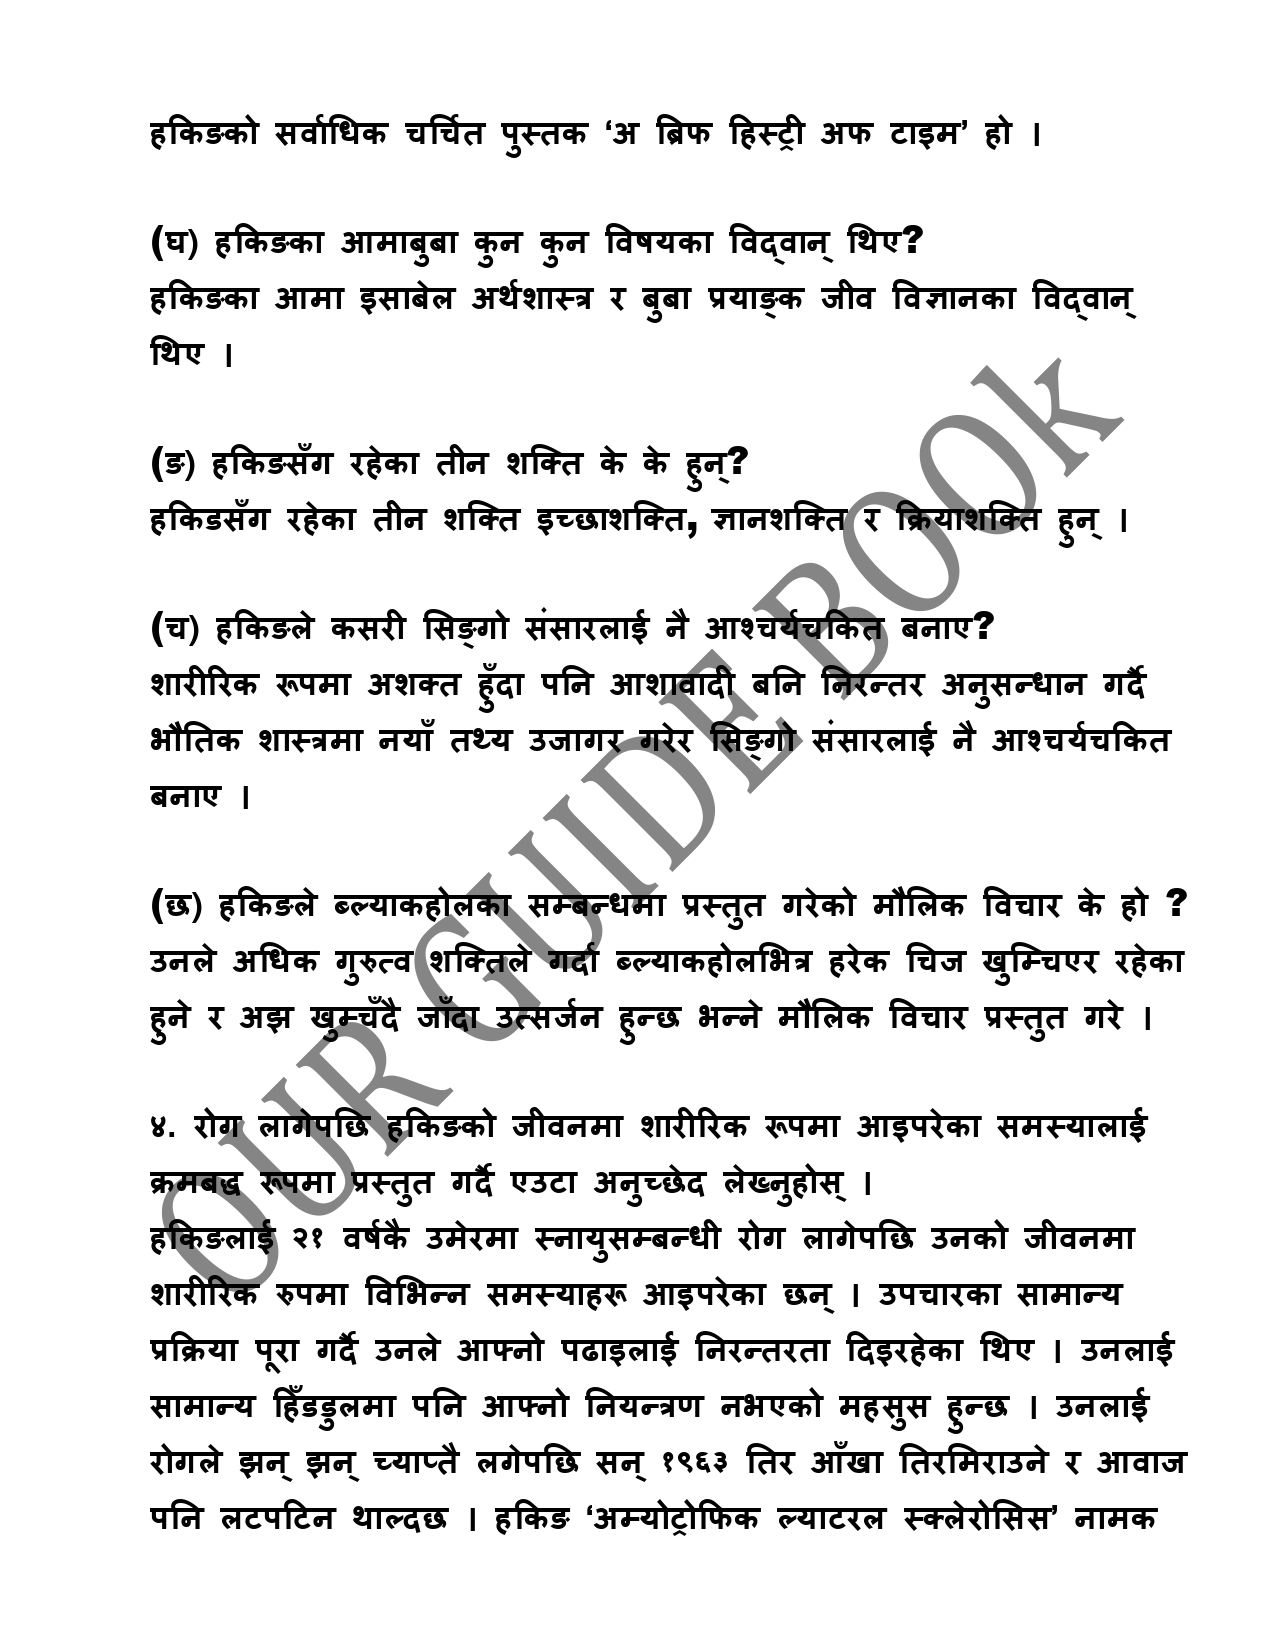 हकिङको सर्वाधिक चर्चित पुस्तक ‘अ ब्रिफ हिस्ट्री अफ टाइम’ हो ।
(घ) हकिङका आमाबुबा कुन कुन विषयका विद्‌वान् थिए?
हकिङका आमा इसाबेल अर्थशास्त्र र बुबा प्रयाङ्क जीव विज्ञानका विद्‌वान्
थिए ।
(ङ) हकिङसँग रहेका तीन शक्ति के के हुन्?
हकिडसँग रहेका तीन शक्ति इच्छाशक्ति, ज्ञानशक्ति र क्रियाशक्ति हुन् ।
(च) हकिङले कसरी सिङ्गो संसारलाई नै आश्चर्यचकित बनाए?
शारीरिक रूपमा अशक्त हुँदा पनि आशावादी बनि निरन्तर अनुसन्धान गर्दै
भौतिक शास्त्रमा नयाँ तथ्य उजागर गरेर सिङ्गो संसारलाई नै आश्चर्यचकित
बनाए ।
(छ) हकिङले ब्ल्याकहोलका सम्बन्धमा प्रस्तुत गरेको मौलिक विचार के हो ?
उनले अधिक गुरुत्व शक्तिले गर्दा ब्ल्याकहोलभित्र हरेक चिज खुम्चिएर रहेका
हुने र अझ खुम्चँदै जाँदा उत्सर्जन हुन्छ भन्ने मौलिक विचार प्रस्तुत गरे ।
४. रोग लागेपछि हकिङको जीवनमा शारीरिक रूपमा आइपरेका समस्यालाई
क्रमबद्ध रूपमा प्रस्तुत गर्दै एउटा अनुच्छेद लेख्नुहोस् ।
हकिङलाई २१ वर्षकै उमेरमा स्नायुसम्बन्धी रोग लागेपछि उनको जीवनमा
शारीरिक रुपमा विभिन्न समस्याहरू आइपरेका छन् । उपचारका सामान्य
प्रक्रिया पूरा गर्दै उनले आफ्नो पढाइलाई निरन्तरता दिइरहेका थिए । उनलाई
सामान्य हिँडडुलमा पनि आफ्नो नियन्त्रण नभएको महसुस हुन्छ । उनलाई
रोगले झन् झन् च्याप्तै लगेपछि सन् १९६३ तिर आँखा तिरमिराउने र आवाज
पनि लटपटिन थाल्दछ । हकिङ ‘अम्योट्रोफिक ल्याटरल स्क्लेरोसिस’ नामक
OUR GUIDE BOOk